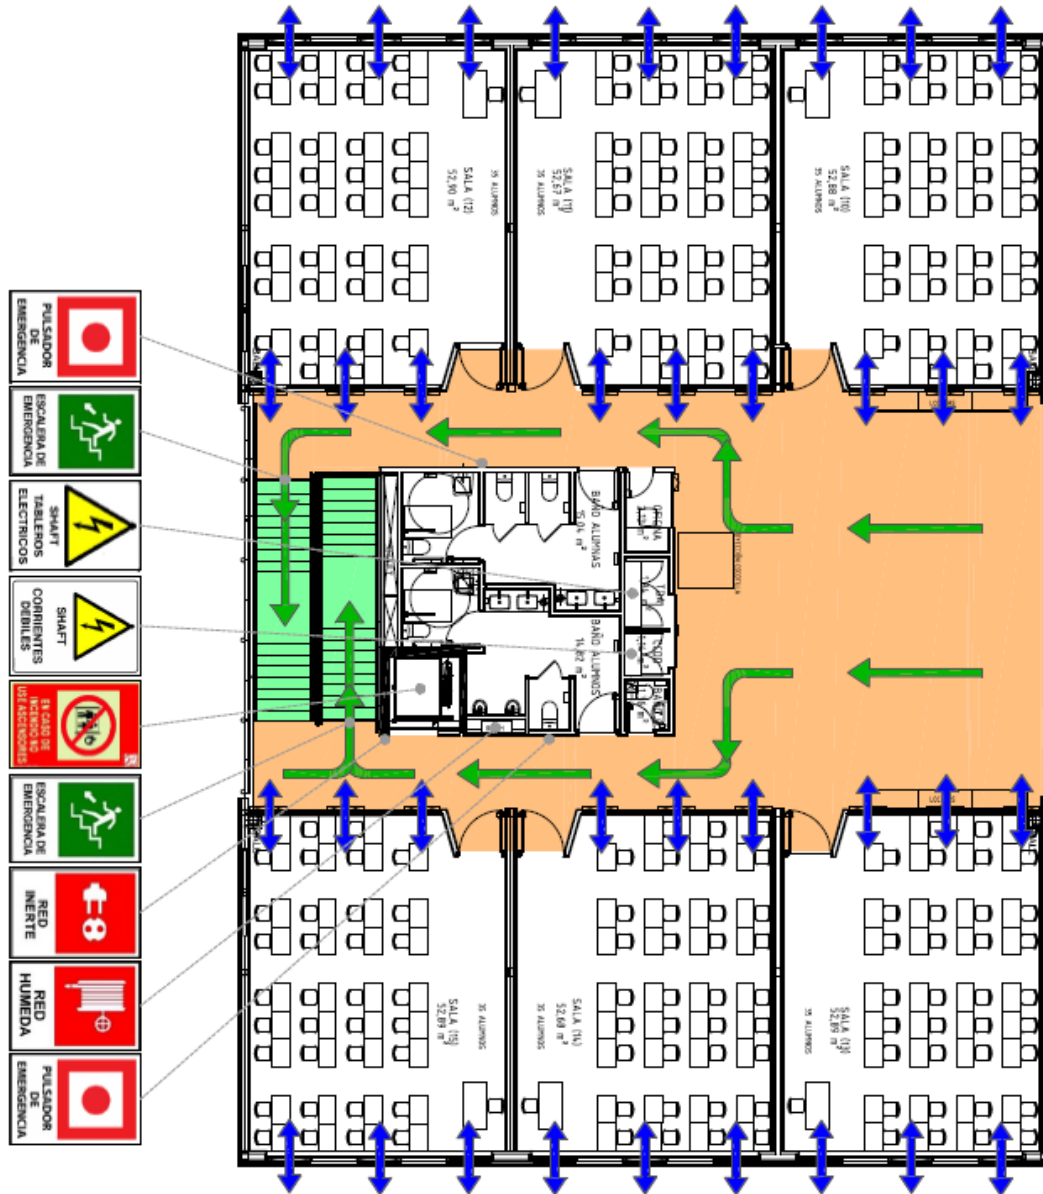 PULSADOR
DE
EMERGENCIA
ESCALERA DE
EMERGENCIA
SHAFT
TABLEROS
ELECTRICOS
SHAFT
CORRIENTES
DEBILES
EN CASO DE
INCENDIO NO
USE ASCENSORES
ESCALERA DE
EMERGENCIA
RED
INERTE
RED
HUMEDA
PULSADOR
DE
EMERGENCIA
SALA (12)
52,90 m²
35 ALUMNOS
SALA (11)
52,67 m²
35 ALUMNOS
SALA (10)
52,88 m²
35 ALUMNOS
BAÑO ALUMNAS
15,04 m²
BAÑO ALUMNOS
14,82 m²
SALA (15)
52,89 m²
35 ALUMNOS
SALA (14)
52,68 m²
35 ALUMNOS
SALA (13)
52,89 m²
35 ALUMNOS